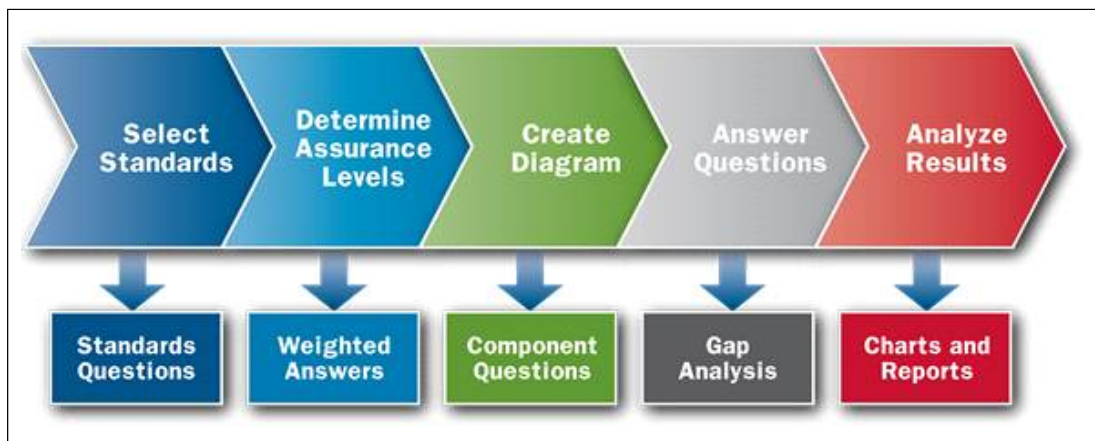 Select
Standards
Determine
Assurance
Levels
Create
Diagram
Answer
Questions
Analyze
Results
Standards
Questions
Weighted
Answers
Component
Questions
Gap
Analysis
Charts and
Reports